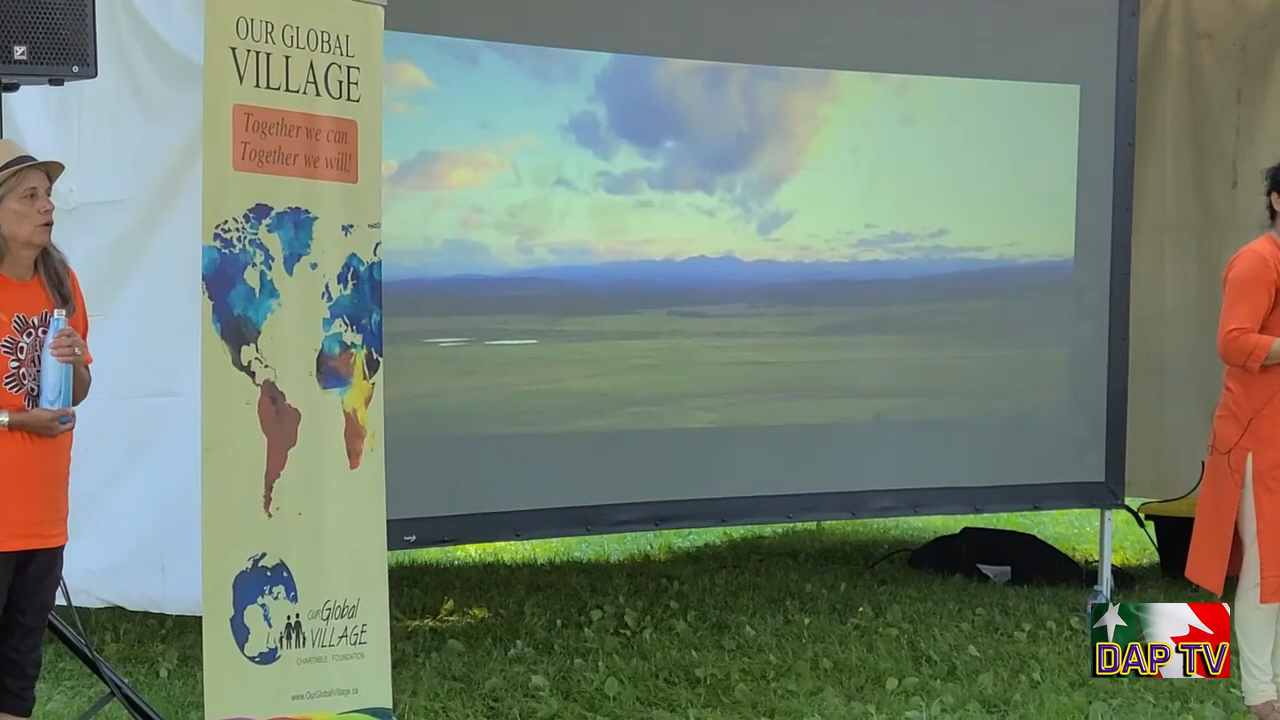 OUR GLOBAL
VILLAGE
Together we can.
Together we will!
OUR Global
VILLAGE
CHARITABLE FOUNDATION
www.OurGlobalVillage.ca
DAP TV